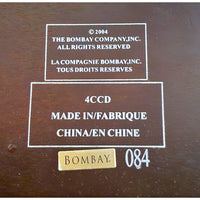 © 2004
THE BOMBAY COMPANY, INC.
ALL RIGHTS RESERVED
LA COMPAGNIE BOMBAY, INC.
TOUS DROITS RESERVES
4CCD
MADE IN/FABRIQUE
CHINA/EN CHINE
BOMBAY 084